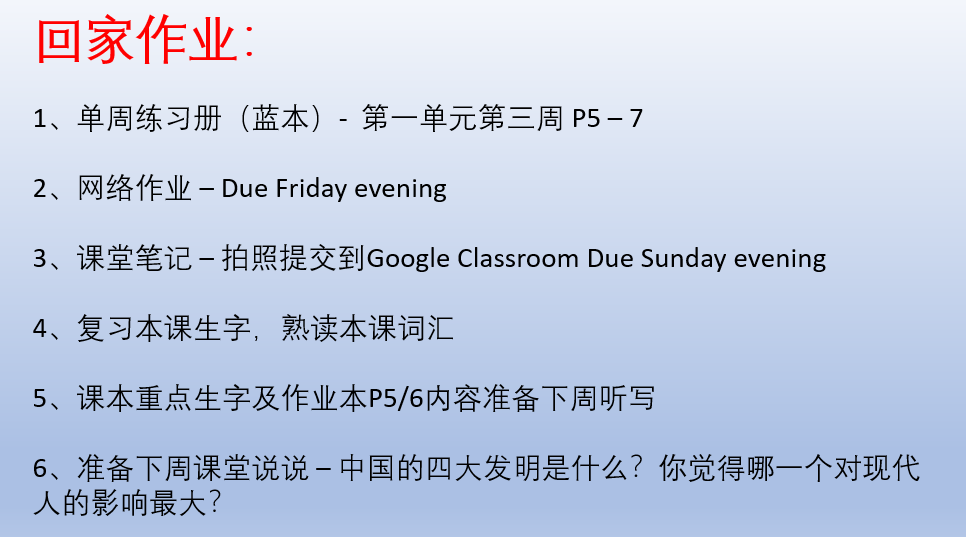 回家作业：
1、单周练习册（蓝本）- 第一单元第三周 P5 – 7
2、网络作业 – Due Friday evening
3、课堂笔记 – 拍照提交到Google Classroom Due Sunday evening
4、复习本课生字，熟读本课词汇
5、课本重点生字及作业本P5/6内容准备下周听写
6、准备下周课堂说说 – 中国的四大发明是什么？你觉得哪一个对现代
人的影响最大？